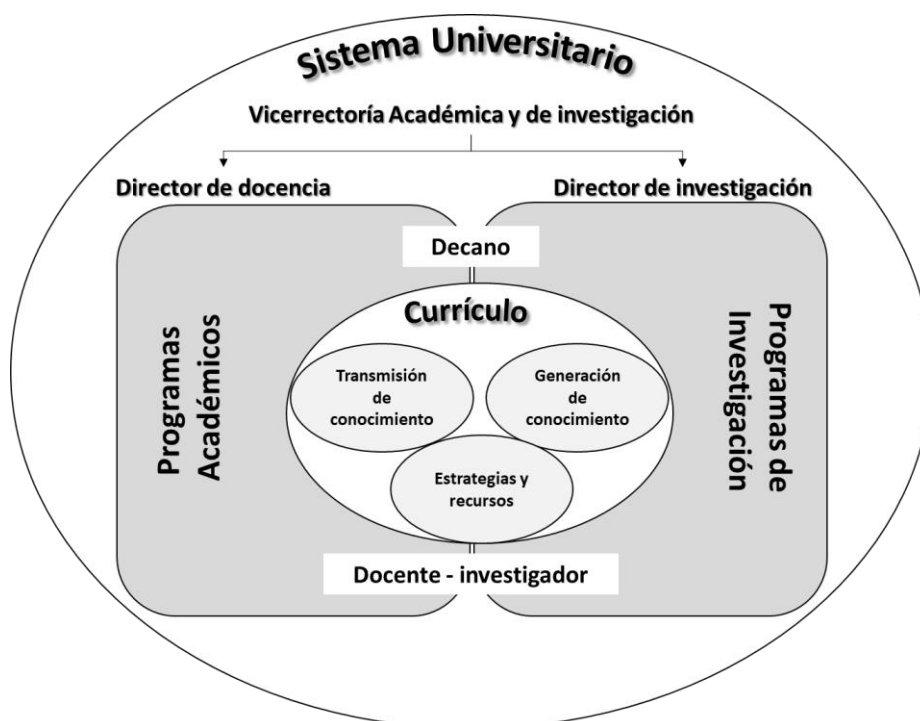 Sistema Universitario
Vicerrectoría Académica y de investigación
Director de docencia
Director de investigación
Decano
Currículo
Programas
Académicos
Transmisión
de
conocimiento
Generación
de
conocimiento
Estrategias y
recursos
Programas de
Investigación
Docente - investigador